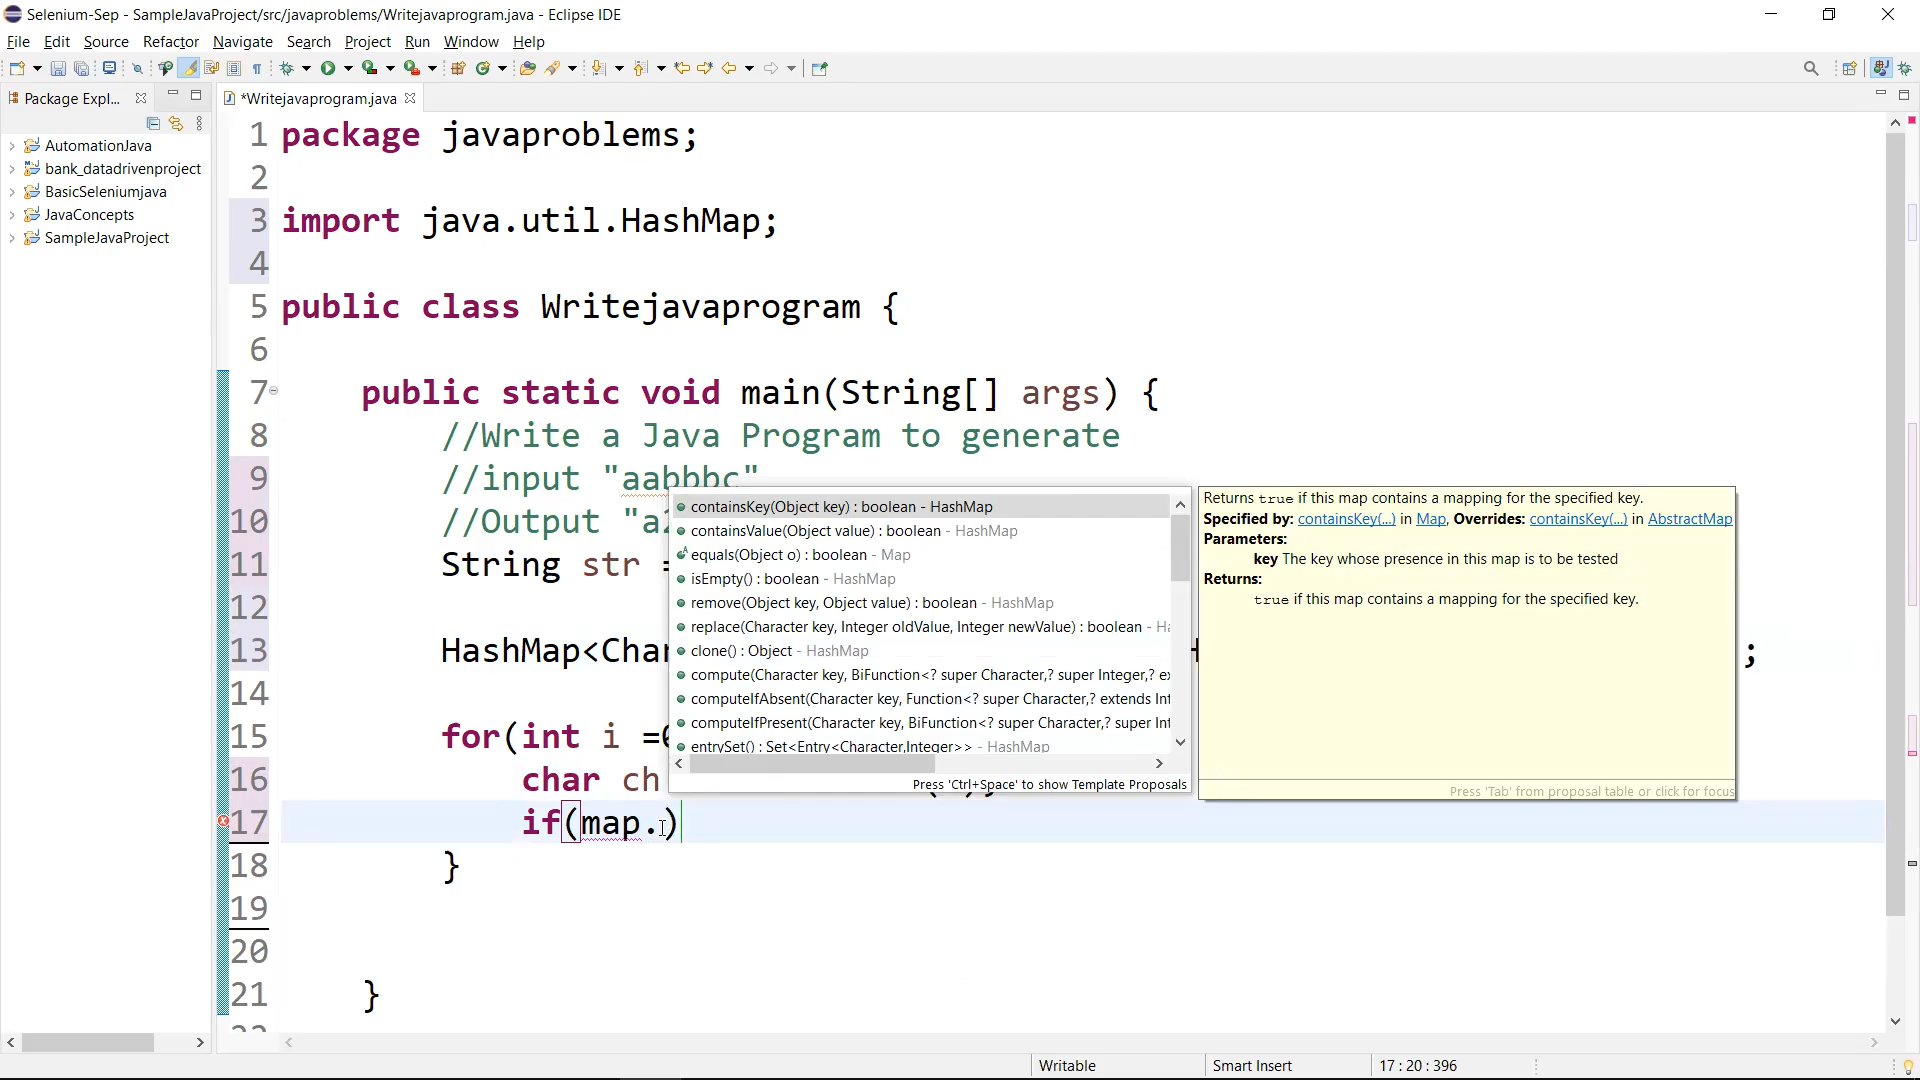 Selenium-Sep - SampleJavaProject/src/javaproblems/Writejavaprogram.java - Eclipse IDE
File Edit Source Refactor Navigate Search Project Run Window Help
Package Expl...
*Writejavaprogram.java
AutomationJava
bank_datadrivenproject
BasicSeleniumjava
JavaConcepts
SampleJavaProject
1 package javaproblems;
2
3 import java.util.HashMap;
4
5 public class Writejavaprogram {
6
7 public static void main(String[] args) {
8 //Write a Java Program to generate
9 //input "aabbbc"
10 //Output "a
11 String str =
12
13 HashMap<Char ;
14
15 for(int i =
16 char ch
17 if(map.)
18 }
19
20
21 }
containsKey(Object key) : boolean - HashMap
containsValue(Object value) : boolean - HashMap
equals(Object o) : boolean - Map
isEmpty() : boolean - HashMap
remove(Object key, Object value) : boolean - HashMap
replace(Character key, Integer oldValue, Integer newValue) : boolean - Ha
clone() : Object - HashMap
compute(Character key, BiFunction<? super Character,? super Integer,? ex
computeIfAbsent(Character key, Function<? super Character,? extends Int
computeIfPresent(Character key, BiFunction<? super Character,? super Int
entrySet() : Set<Entry<Character,Integer>> - HashMap
Press 'Ctrl+Space' to show Template Proposals
Returns true if this map contains a mapping for the specified key.
Specified by: containsKey(...) in Map, Overrides: containsKey(...) in AbstractMap
Parameters:
key The key whose presence in this map is to be tested
Returns:
true if this map contains a mapping for the specified key.
Press 'Tab' from proposal table or click for focus
Writable
Smart Insert
17 : 20 : 396